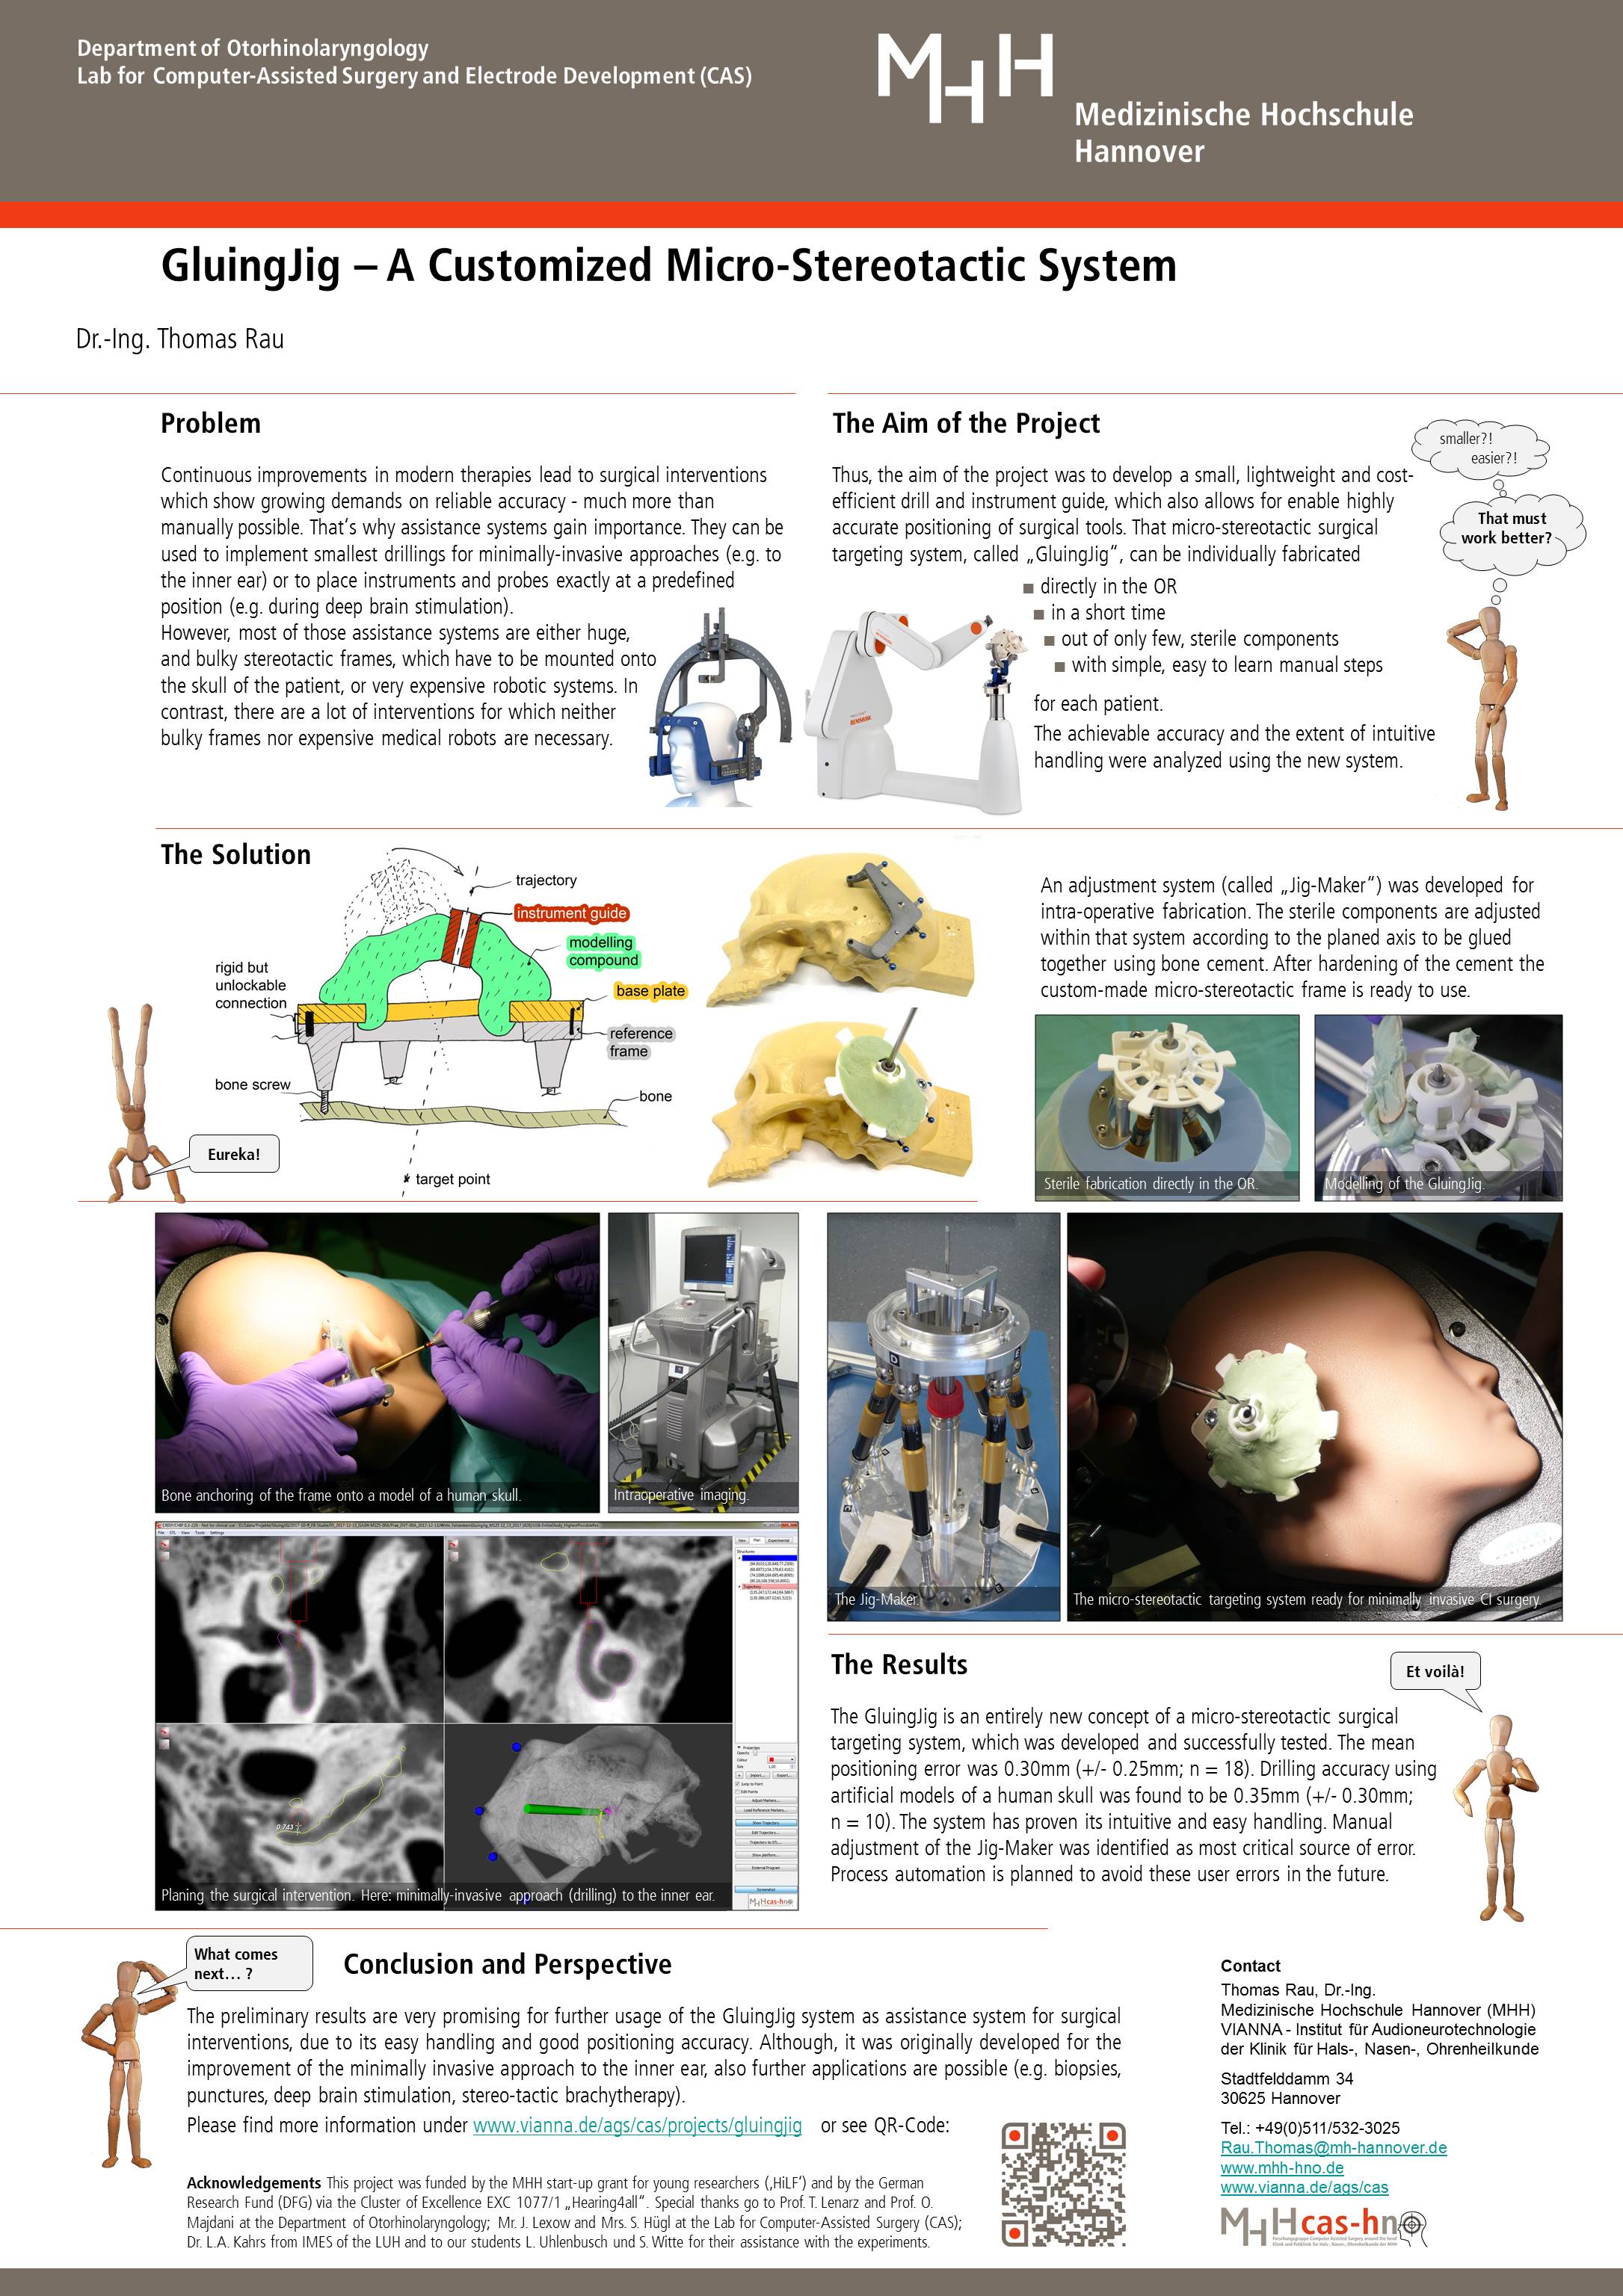 Department of Otorhinolaryngology
Lab for Computer-Assisted Surgery and Electrode Development (CAS)
MHH
Medizinische Hochschule
Hannover
GluingJig – A Customized Micro-Stereotactic System
Dr.-Ing. Thomas Rau
Problem
Continuous improvements in modern therapies lead to surgical interventions
which show growing demands on reliable accuracy - much more than
manually possible. That's why assistance systems gain importance. They can be
used to implement smallest drillings for minimally-invasive approaches (e.g. to
the inner ear) or to place instruments and probes exactly at a predefined
position (e.g. during deep brain stimulation).
However, most of those assistance systems are either huge,
and bulky stereotactic frames, which have to be mounted onto
the skull of the patient, or very expensive robotic systems. In
contrast, there are a lot of interventions for which neither
bulky frames nor expensive medical robots are necessary.
The Aim of the Project
Thus, the aim of the project was to develop a small, lightweight and cost-
efficient drill and instrument guide, which also allows for enable highly
accurate positioning of surgical tools. That micro-stereotactic surgical
targeting system, called „GluingJig“, can be individually fabricated
■ directly in the OR
■ in a short time
■ out of only few, sterile components
■ with simple, easy to learn manual steps
for each patient.
The achievable accuracy and the extent of intuitive
handling were analyzed using the new system.
smaller?!
easier?!
That must
work better?
RENISHAW
The Solution
trajectory
instrument guide
modelling
compound
rigid but
unlockable
connection
base plate
reference
frame
bone screw
bone
target point
Eureka!
An adjustment system (called „Jig-Maker“) was developed for
intra-operative fabrication. The sterile components are adjusted
within that system according to the planed axis to be glued
together using bone cement. After hardening of the cement the
custom-made micro-stereotactic frame is ready to use.
Sterile fabrication directly in the OR.
Modelling of the GluingJig.
Bone anchoring of the frame onto a model of a human skull.
Intraoperative imaging.
D
E
The Jig-Maker.
The micro-stereotactic targeting system ready for minimally invasive CI surgery.
0.743
Planing the surgical intervention. Here: minimally-invasive approach (drilling) to the inner ear.
MHH cas-hno
The Results
Et voilà!
The GluingJig is an entirely new concept of a micro-stereotactic surgical
targeting system, which was developed and successfully tested. The mean
positioning error was 0.30mm (+/- 0.25mm; n = 18). Drilling accuracy using
artificial models of a human skull was found to be 0.35mm (+/- 0.30mm;
n = 10). The system has proven its intuitive and easy handling. Manual
adjustment of the Jig-Maker was identified as most critical source of error.
Process automation is planned to avoid these user errors in the future.
What comes
next… ?
Conclusion and Perspective
The preliminary results are very promising for further usage of the GluingJig system as assistance system for surgical
interventions, due to its easy handling and good positioning accuracy. Although, it was originally developed for the
improvement of the minimally invasive approach to the inner ear, also further applications are possible (e.g. biopsies,
punctures, deep brain stimulation, stereo-tactic brachytherapy).
Please find more information under www.vianna.de/ags/cas/projects/gluingjig or see QR-Code:
Acknowledgements This project was funded by the MHH start-up grant for young researchers (‚HiLF’) and by the German
Research Fund (DFG) via the Cluster of Excellence EXC 1077/1 „Hearing4all“. Special thanks go to Prof. T. Lenarz and Prof. O.
Majdani at the Department of Otorhinolaryngology; Mr. J. Lexow and Mrs. S. Hügl at the Lab for Computer-Assisted Surgery (CAS);
Dr. L.A. Kahrs from IMES of the LUH and to our students L. Uhlenbusch und S. Witte for their assistance with the experiments.
Contact
Thomas Rau, Dr.-Ing.
Medizinische Hochschule Hannover (MHH)
VIANNA - Institut für Audioneurotechnologie
der Klinik für Hals-, Nasen-, Ohrenheilkunde
Stadtfelddamm 34
30625 Hannover
Tel.: +49(0)511/532-3025
Rau.Thomas@mh-hannover.de
www.mhh-hno.de
www.vianna.de/ags/cas
MHH cas-hno